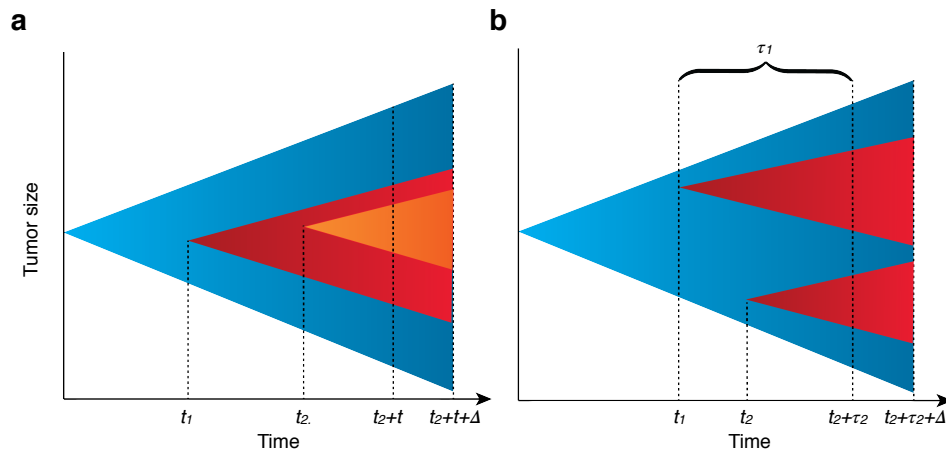 a
Tumor size
t1
t2.
t2+t
t2+t+Δ
Time
b
τ1
t1
t2
t2+τ2
t2+τ2+Δ
Time